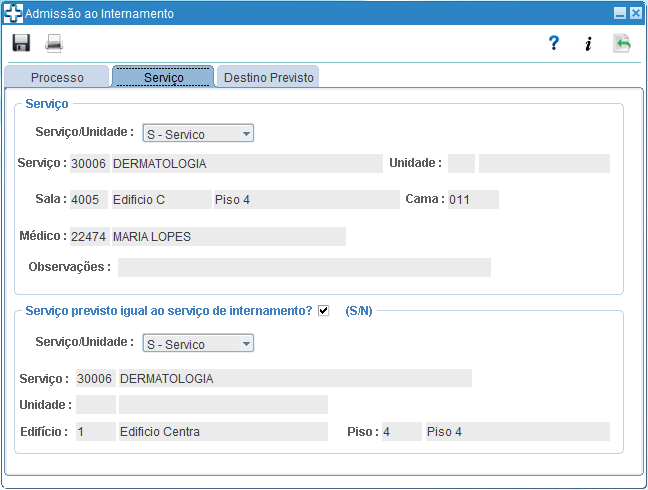 Admissão ao Internamento
? i
Processo Serviço Destino Previsto
Serviço
Serviço/Unidade : S - Servico
Serviço : 30006 DERMATOLOGIA Unidade :
Sala : 4005 Edificio C Piso 4 Cama : 011
Médico : 22474 MARIA LOPES
Observações :
Serviço previsto igual ao serviço de internamento? (S/N)
Serviço/Unidade : S - Servico
Serviço : 30006 DERMATOLOGIA
Unidade :
Edifício : 1 Edificio Centra Piso : 4 Piso 4